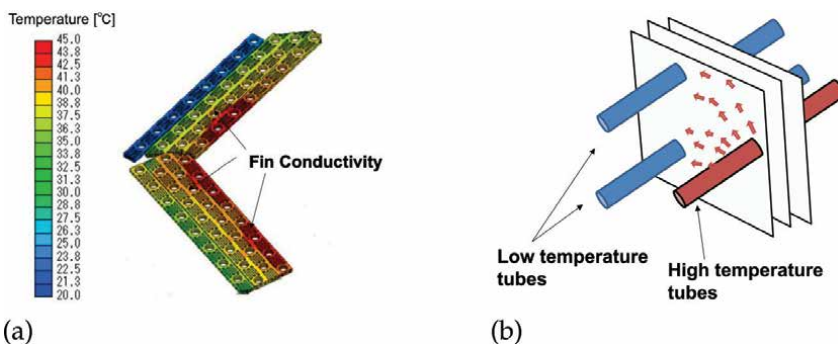 Temperature [℃]
45.0
43.8
42.5
41.3
40.0
38.8
37.5
36.3
35.0
33.8
32.5
31.3
30.0
28.8
27.5
26.3
25.0
23.8
22.5
21.3
20.0
Fin Conductivity
(a)
Low temperature
tubes
High temperature
tubes
(b)